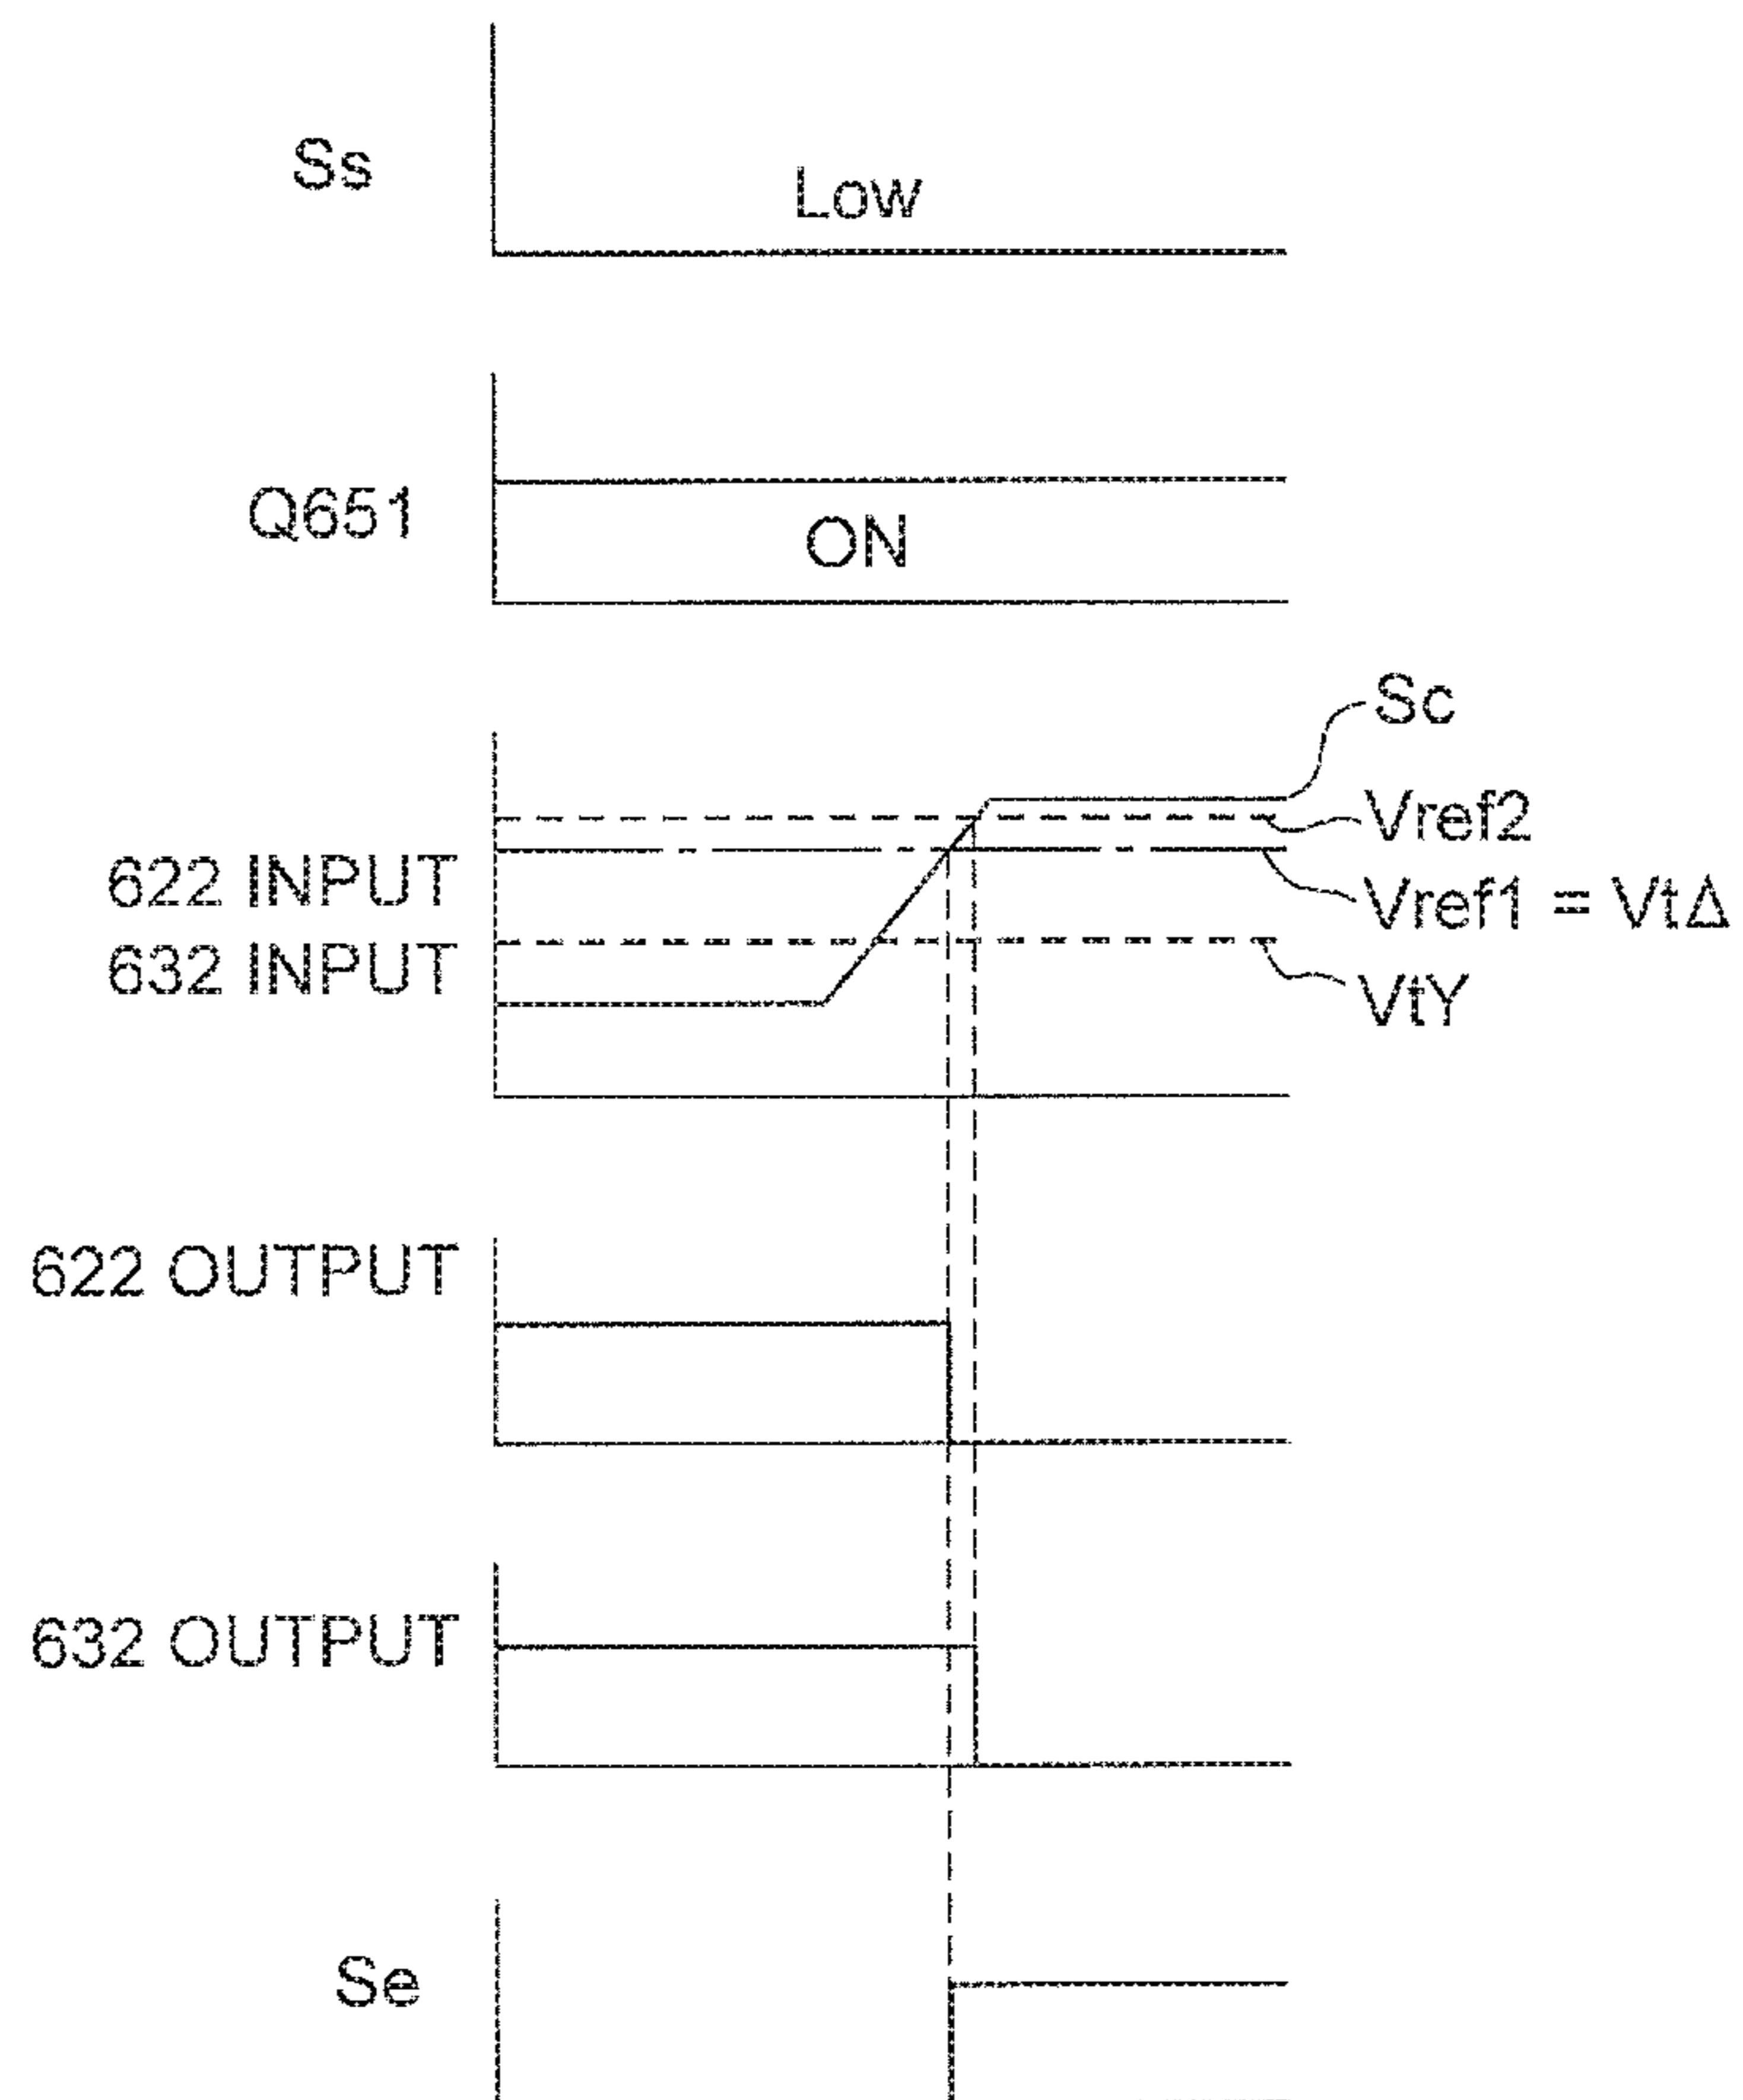 Ss
Low
Q651
ON
Sc
Vref2
622 INPUT
Vref1 = VtΔ
632 INPUT
VtY
622 OUTPUT
632 OUTPUT
Se